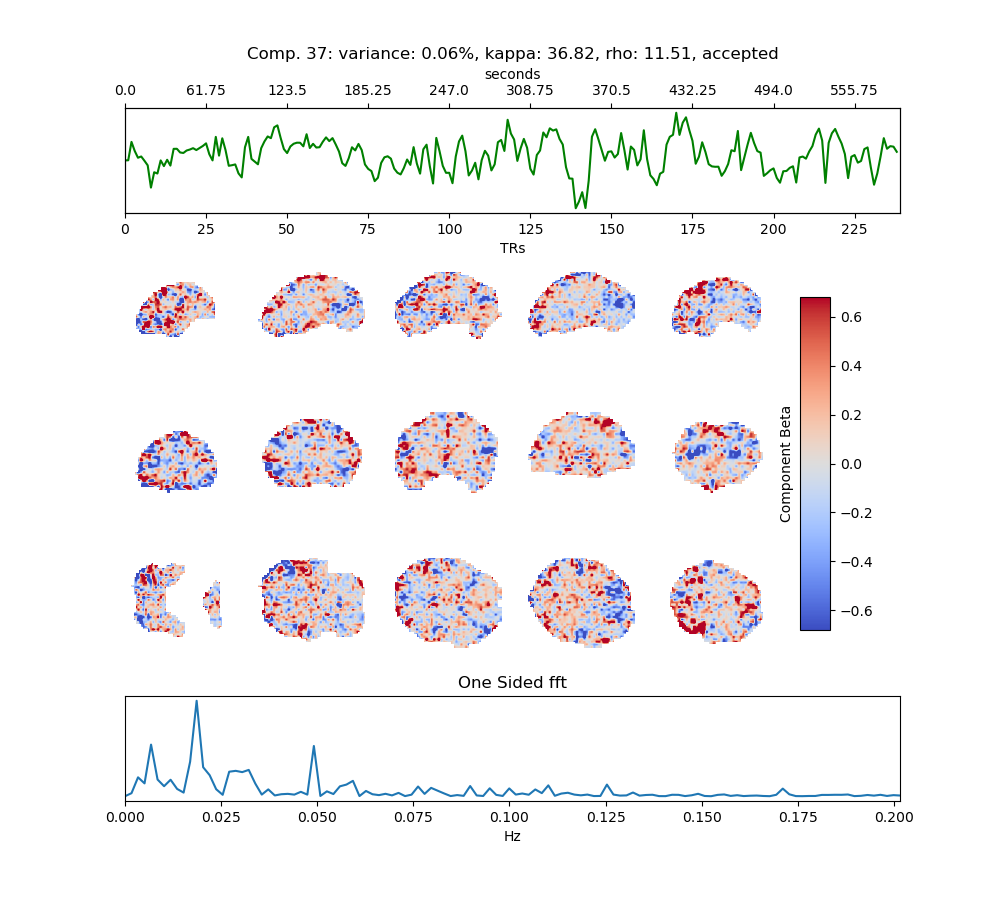 Comp. 37: variance: 0.06%, kappa: 36.82, rho: 11.51, accepted
seconds
0.0 61.75 123.5 185.25 247.0 308.75 370.5 432.25 494.0 555.75
0 25 50 75 100 125 150 175 200 225
TRs
0.6
0.4
0.2
0.0
−0.2
−0.4
−0.6
Component Beta
One Sided fft
0.000 0.025 0.050 0.075 0.100 0.125 0.150 0.175 0.200
Hz